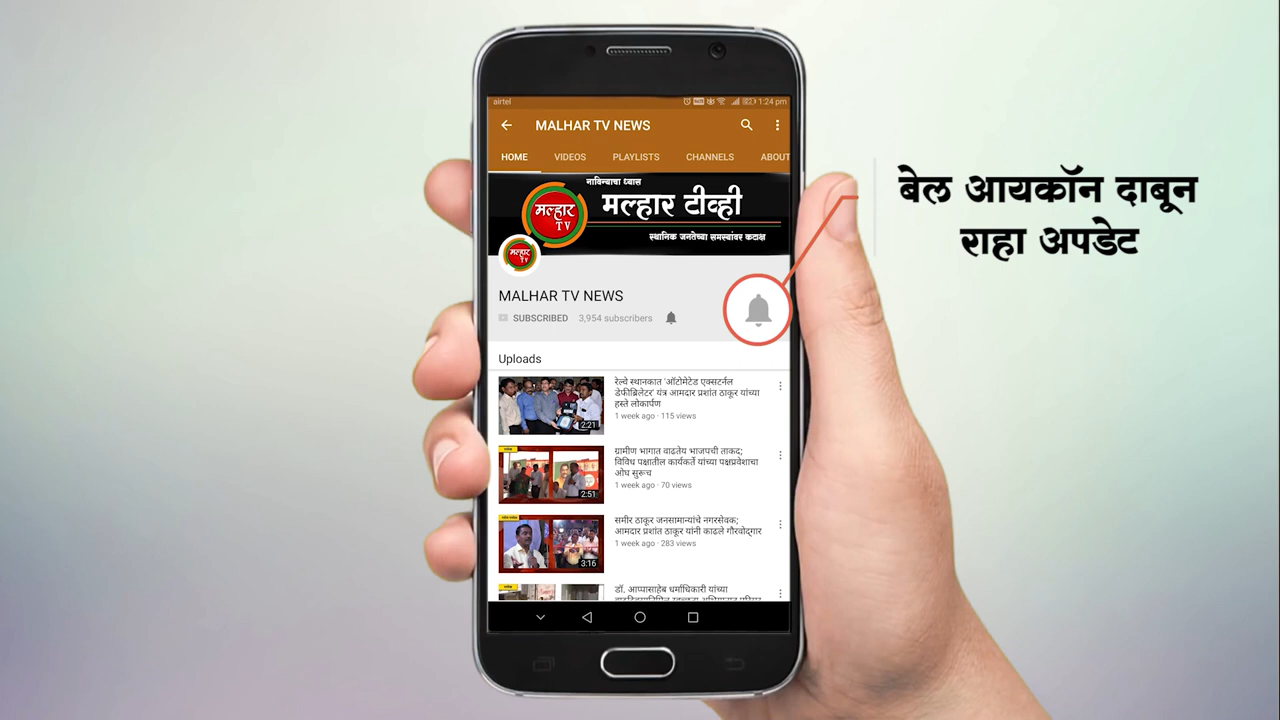 airtel
1:24 pm
MALHAR TV NEWS
HOME VIDEOS PLAYLISTS CHANNELS ABOUT
नाविन्याचा ध्यास
मल्हार टीव्ही
मल्हार
TV
स्थानिक जनतेच्या समस्यांवर कटाक्ष
मल्हार
TV
MALHAR TV NEWS
SUBSCRIBED 3,954 subscribers
बेल आयकॉन दाबून
राहा अपडेट
Uploads
रेल्वे स्थानकात 'ऑटोमेटेड एक्सटर्नल
डेफीब्रिलेटर' यंत्र आमदार प्रशांत ठाकूर यांच्या
हस्ते लोकार्पण
1 week ago · 115 views
2:21
ग्रामीण भागात वाढतेय भाजपची ताकद;
विविध पक्षातील कार्यकर्ते यांच्या पक्षप्रवेशाचा
ओघ सुरूच
1 week ago · 70 views
2:51
समीर ठाकूर जनसामान्यांचे नगरसेवक;
आमदार प्रशांत ठाकूर यांनी काढले गौरवोद्गार
1 week ago · 283 views
3:16
डॉ. आप्पासाहेब धर्माधिकारी यांच्या